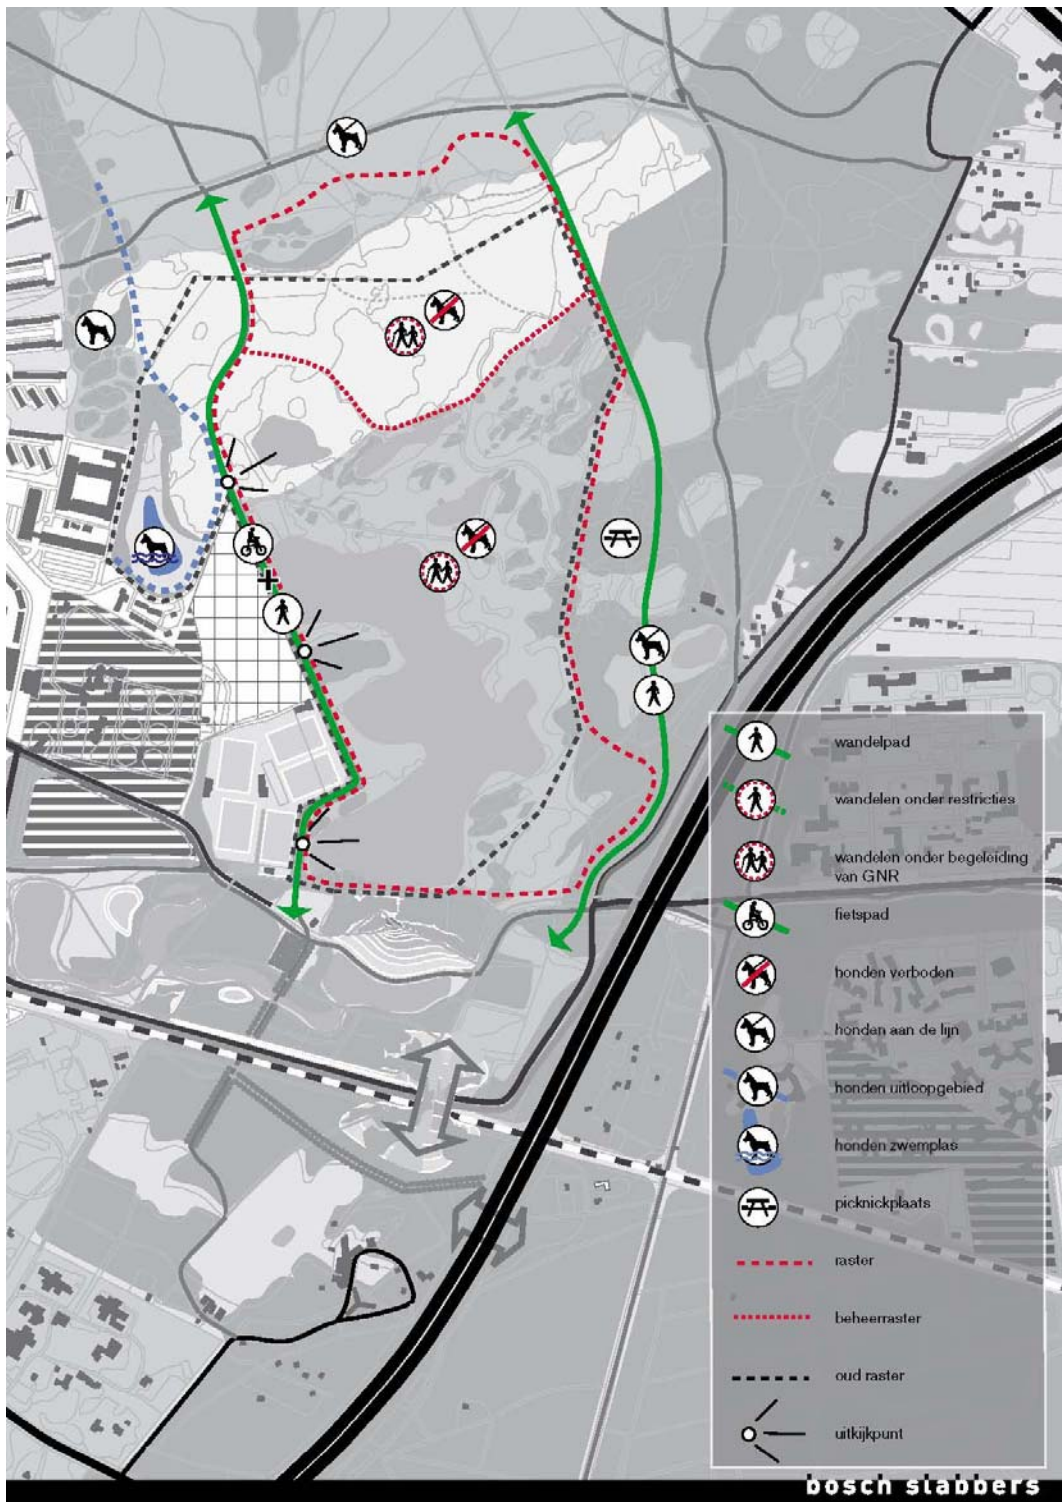 wandelpad
wandelen onder restricties
wandelen onder begeleiding
van GNR
fietspad
honden verboden
honden aan de lijn
honden uitloopgebied
honden zwemplas
picknickplaats
raster
beheerraster
oud raster
uitkijkpunt
bosch slabbers